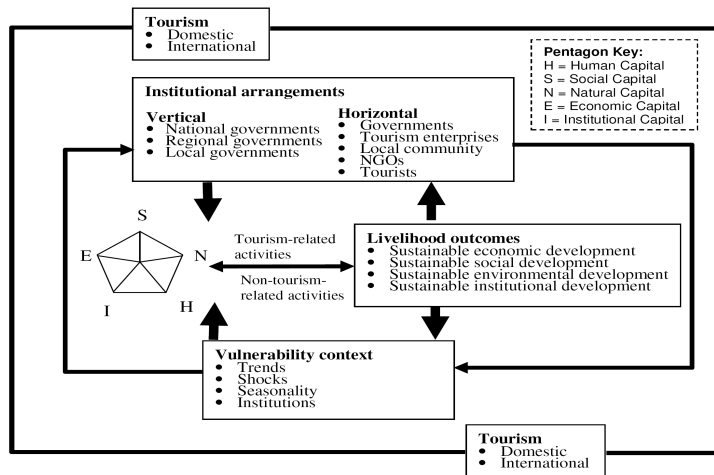 Tourism
• Domestic
• International
Pentagon Key:
H = Human Capital
S = Social Capital
N = Natural Capital
E = Economic Capital
I = Institutional Capital
Institutional arrangements
Vertical
• National governments
• Regional governments
• Local governments
Horizontal
• Governments
• Tourism enterprises
• Local community
• NGOs
• Tourists
S
E
N
I
H
Tourism-related
activities
Non-tourism-
related activities
Livelihood outcomes
• Sustainable economic development
• Sustainable social development
• Sustainable environmental development
• Sustainable institutional development
Vulnerability context
• Trends
• Shocks
• Seasonality
• Institutions
Tourism
• Domestic
• International